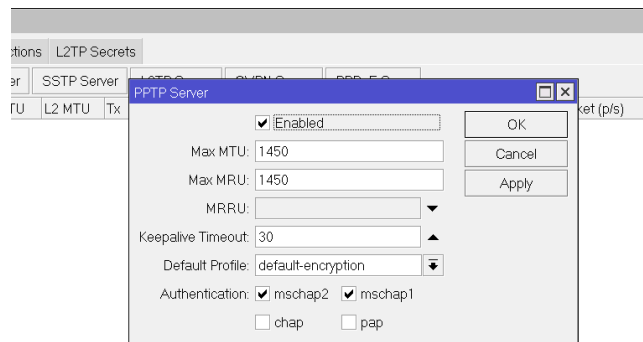 ctions L2TP Secrets
er SSTP Server
TU L2 MTU Tx ket (p/s)
PPTP Server
Enabled
OK
Max MTU: 1450
Cancel
Max MRU: 1450
Apply
MRRU:
Keepalive Timeout: 30
Default Profile: default-encryption
Authentication: mschap2 mschap1
chap pap